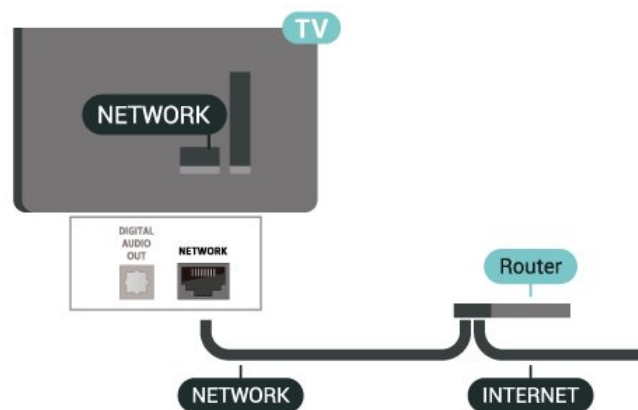 TV
NETWORK
DIGITAL
AUDIO
OUT
NETWORK
Router
NETWORK
INTERNET